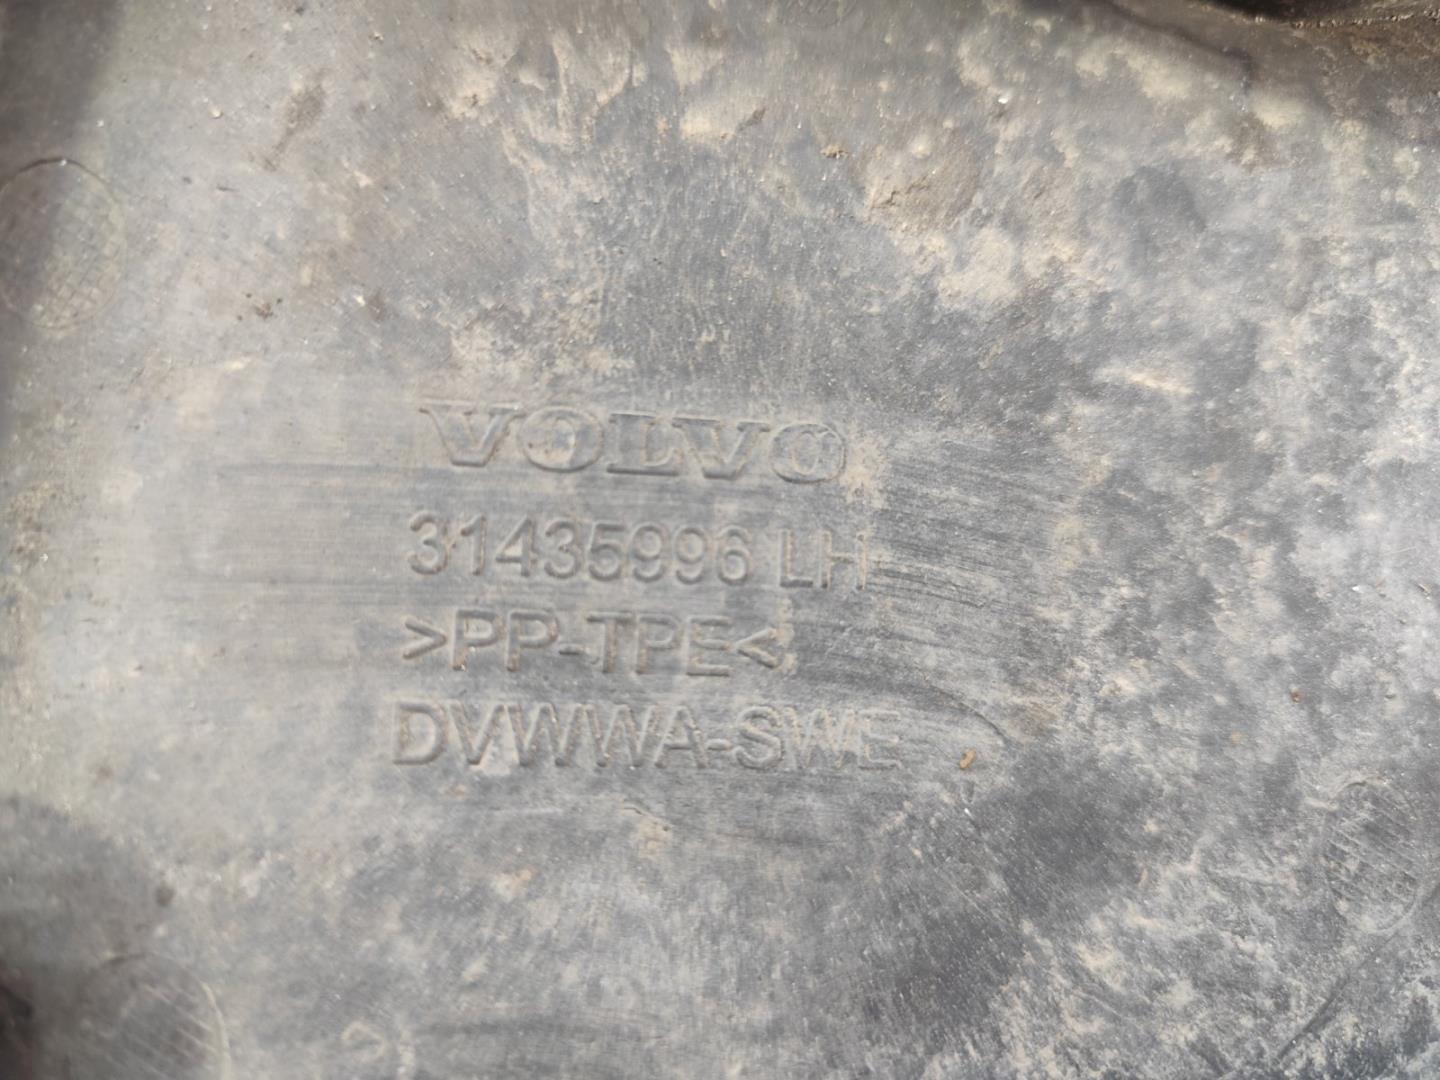 VOLVO
31435996 LH
>PP-TPE<
DVWWA-SWE